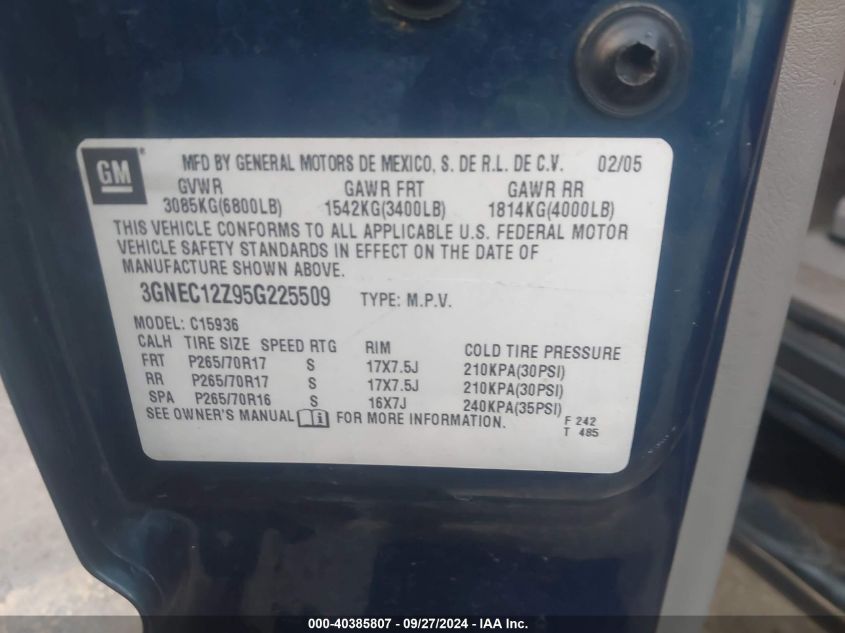 GM® MFD BY GENERAL MOTORS DE MEXICO, S. DE R.L. DE C.V. 02/05
GVWR GAWR FRT GAWR RR
3085KG(6800LB) 1542KG(3400LB) 1814KG(4000LB)
THIS VEHICLE CONFORMS TO ALL APPLICABLE U.S. FEDERAL MOTOR
VEHICLE SAFETY STANDARDS IN EFFECT ON THE DATE OF
MANUFACTURE SHOWN ABOVE.
3GNEC12Z95G225509 TYPE: M.P.V.
MODEL: C15936
CALH TIRE SIZE SPEED RTG RIM COLD TIRE PRESSURE
FRT P265/70R17 S 17X7.5J 210KPA(30PSI)
RR P265/70R17 S 17X7.5J 210KPA(30PSI)
SPA P265/70R16 S 16X7J 240KPA(35PSI)
SEE OWNER'S MANUAL i FOR MORE INFORMATION. F 242
T 485
000-40385807 - 09/27/2024 - IAA Inc.